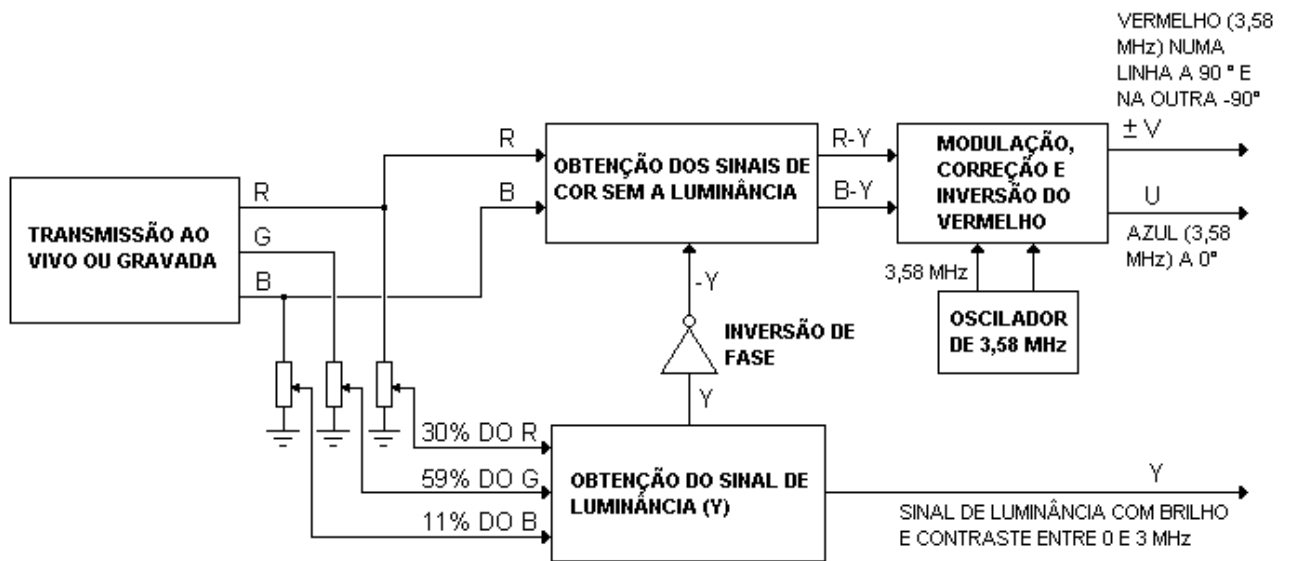 VERMELHO (3,58
MHz) NUMA
LINHA A 90 º E
NA OUTRA -90º
± V
R
R-Y
B
B-Y
OBTENÇÃO DOS SINAIS DE
COR SEM A LUMINÂNCIA
MODULAÇÃO,
CORREÇÃO E
INVERSÃO DO
VERMELHO
U
AZUL (3,58
MHz) A 0º
TRANSMISSÃO AO
VIVO OU GRAVADA
R
G
B
-Y
3,58 MHz
OSCILADOR
DE 3,58 MHz
INVERSÃO DE
FASE
Y
30% DO R
59% DO G
11% DO B
OBTENÇÃO DO SINAL DE
LUMINÂNCIA (Y)
Y
SINAL DE LUMINÂNCIA COM BRILHO
E CONTRASTE ENTRE 0 E 3 MHz